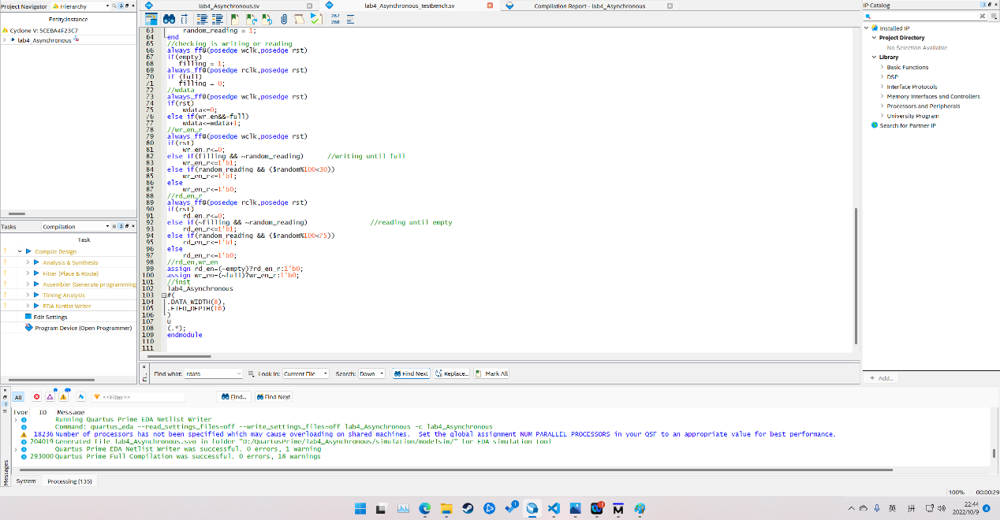 Project Navigator Hierarchy
lab4_Asynchronous.sv
lab4_Asynchronous_testbench.sv
Compilation Report - lab4_Asynchronous
IP Catalog
Entity:Instance
Cyclone V: 5CEBA4F23C7
lab4_Asynchronous
267
268
63 random_reading = 1;
64 end
65 //checking is writing or reading
66 always_ff@(posedge wclk,posedge rst)
67 if(empty)
68 filling = 1;
69 always_ff@(posedge rclk,posedge rst)
70 if (full)
71 filling = 0;
72 //wdata
73 always_ff@(posedge wclk,posedge rst)
74 if(rst)
75 wdata<=0;
76 else if(wr_en&&~full)
77 wdata<=wdata+1;
78 //wr_en_r
79 always_ff@(posedge wclk,posedge rst)
80 if(rst)
81 wr_en_r<=0;
82 else if(filling && ~random_reading) //writing until full
83 wr_en_r<=1'b1;
84 else if(random_reading && ($random%100<30))
85 wr_en_r<=1'b1;
86 else
87 wr_en_r<=1'b0;
88 //rd_en_r
89 always_ff@(posedge rclk,posedge rst)
90 if(rst)
91 rd_en_r<=0;
92 else if(~filling && ~random_reading) //reading until empty
93 rd_en_r<=1'b1;
94 else if(random_reading && ($random%100<75))
95 rd_en_r<=1'b1;
96 else
97 rd_en_r<=1'b0;
98 //rd_en,wr_en
99 assign rd_en=(~empty)?rd_en_r:1'b0;
100 assign wr_en=(~full)?wr_en_r:1'b0;
101 //inst
102 lab4_Asynchronous
103 #(
104 .DATA_WIDTH(8),
105 .FIFO_DEPTH(16)
106 )
107 U
108 (.*);
109 endmodule
110
111
Installed IP
Project Directory
No Selection Available
Library
Basic Functions
DSP
Interface Protocols
Memory Interfaces and Controllers
Processors and Peripherals
University Program
Search for Partner IP
+ Add...
Tasks Compilation
Task
? Compile Design
? Analysis & Synthesis
? Fitter (Place & Route)
? Assembler (Generate programming
? Timing Analysis
? EDA Netlist Writer
Edit Settings
Program Device (Open Programmer)
Find what: rdata Look in: Current File Search: Down Find Next Replace... Mark All
All <<Filter>> Find... Find Next
Type ID Message
Running Quartus Prime EDA Netlist Writer
Command: quartus_eda --read_settings_files=off --write_settings_files=off lab4_Asynchronous -c lab4_Asynchronous
18236 Number of processors has not been specified which may cause overloading on shared machines. Set the global assignment NUM_PARALLEL_PROCESSORS in your QSF to an appropriate value for best performance.
204019 Generated file lab4_Asynchronous.svo in folder "D:/QuartusPrime/lab4_Asynchronous/simulation/modelsim/" for EDA simulation tool
Quartus Prime EDA Netlist Writer was successful. 0 errors, 1 warning
293000 Quartus Prime Full Compilation was successful. 0 errors, 18 warnings
Messages
System Processing (135)
100% 00:00:29
1
13
英 拼
22:44
2022/10/9
4